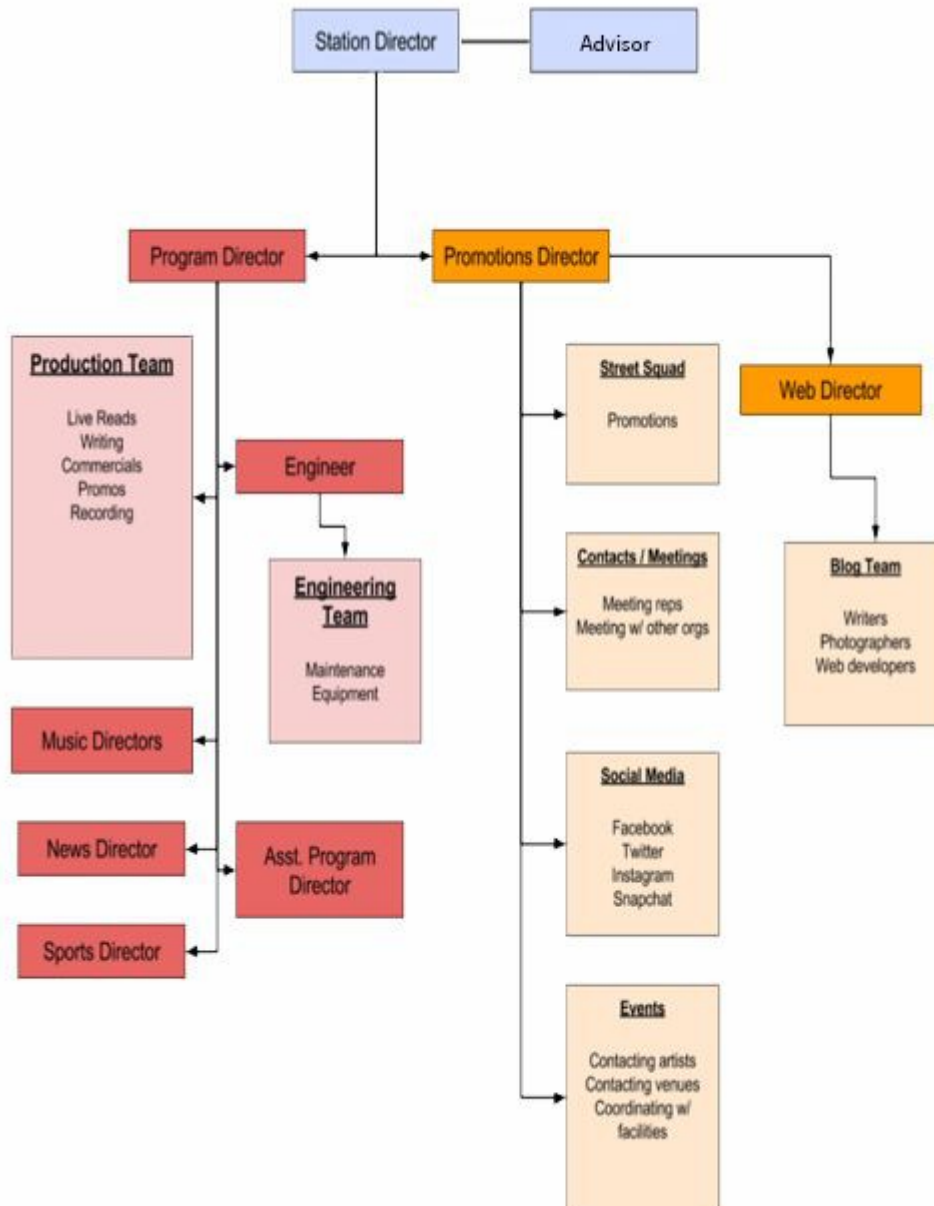 Station Director
Advisor
Program Director
Promotions Director
Production Team
Live Reads
Writing
Commercials
Promos
Recording
Engineer
Engineering
Team
Maintenance
Equipment
Music Directors
News Director
Asst. Program
Director
Sports Director
Street Squad
Promotions
Contacts / Meetings
Meeting reps
Meeting w/ other orgs
Social Media
Facebook
Twitter
Instagram
Snapchat
Events
Contacting artists
Contacting venues
Coordinating w/
facilities
Web Director
Blog Team
Writers
Photographers
Web developers